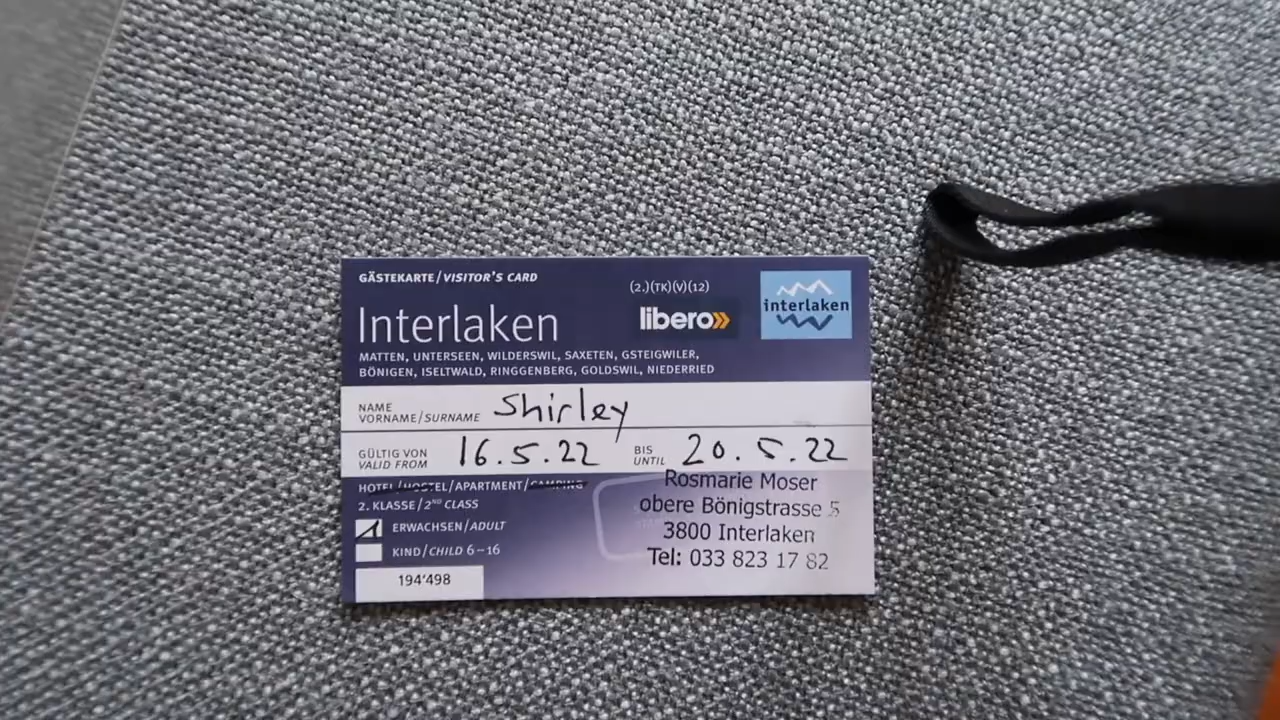 GÄSTEKARTE/VISITOR'S CARD
(2.)(TK)(V)(12)
Interlaken
libero
interlaken
MATTEN, UNTERSEEN, WILDERSWIL, SAXETEN, GSTEIGWILER,
BÖNIGEN, ISELTWALD, RINGGENBERG, GOLDSWIL, NIEDERRIED
NAME
VORNAME/SURNAME Shirley
GÜLTIG VON
VALID FROM 16.5.22
BIS
UNTIL 20.5.22
HOTEL/HOSTEL/APARTMENT/CAMPING
2. KLASSE/2ND CLASS
ERWACHSEN/ADULT
KIND/CHILD 6–16
194'498
Rosmarie Moser
obere Bönigstrasse 5
3800 Interlaken
Tel: 033 823 17 82